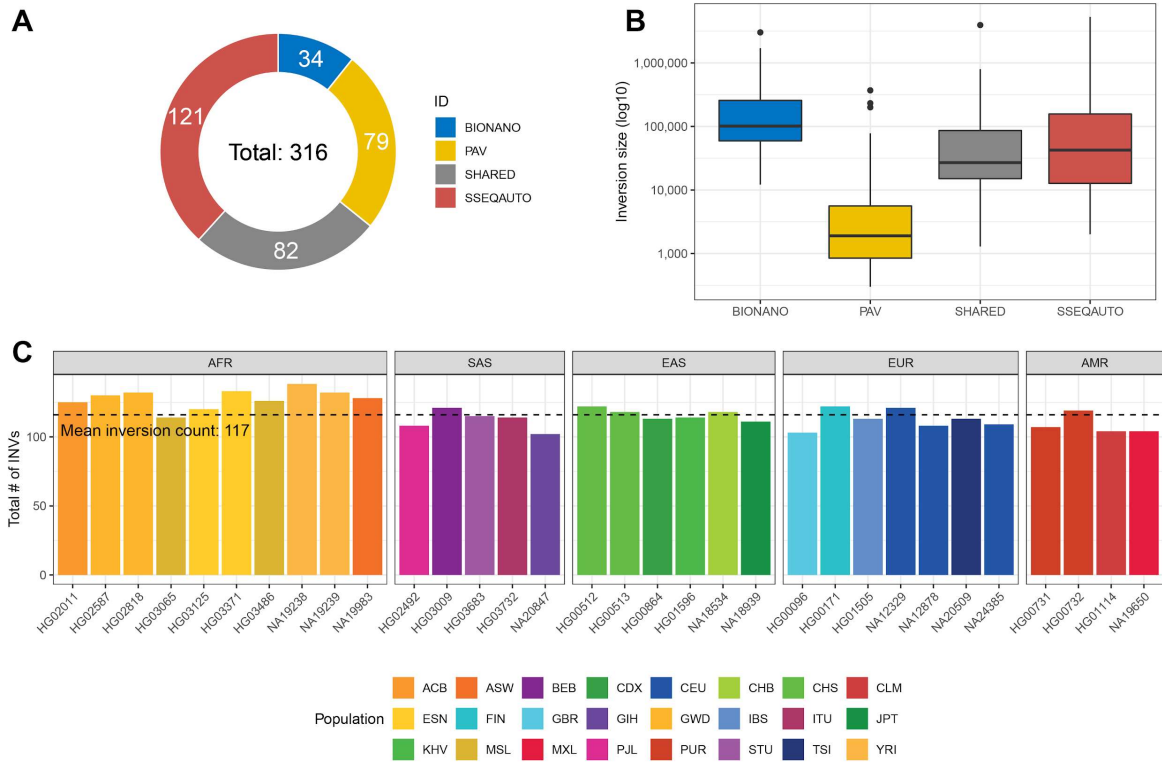 A
34
79
82
121
Total: 316
ID
BIONANO
PAV
SHARED
SSEQAUTO
B
Inversion size (log10)
1,000,000
100,000
10,000
1,000
BIONANO PAV SHARED SSEQAUTO
C
AFR SAS EAS EUR AMR
Total # of INVs
100
50
0
Mean inversion count: 117
HG02011 HG02587 HG02818 HG03065 HG03125 HG03371 HG03486 NA19238 NA19239 NA19983 HG02492 HG03009 HG03683 HG03732 NA20847 HG00512 HG00513 HG00864 HG01596 NA18534 NA18939 HG00096 HG00171 HG01505 NA12329 NA12878 NA20509 NA24385 HG00731 HG00732 HG01114 NA19650
ACB ASW BEB CDX CEU CHB CHS CLM
Population ESN FIN GBR GIH GWD IBS ITU JPT
KHV MSL MXL PJL PUR STU TSI YRI